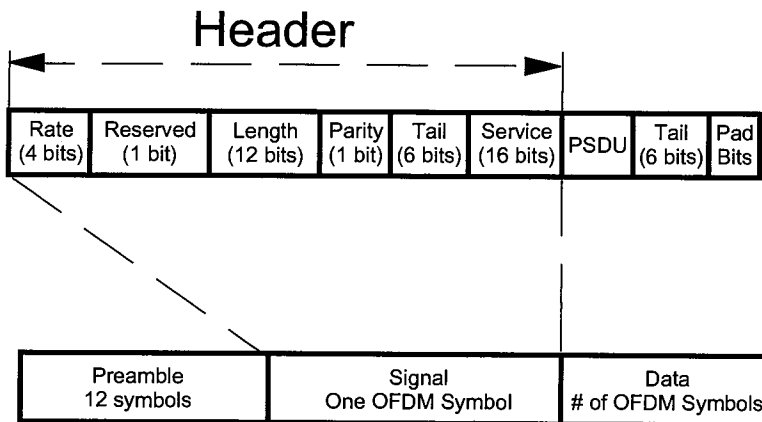 Header
Rate
(4 bits)
Reserved
(1 bit)
Length
(12 bits)
Parity
(1 bit)
Tail
(6 bits)
Service
(16 bits)
PSDU
Tail
(6 bits)
Pad
Bits
Preamble
12 symbols
Signal
One OFDM Symbol
Data
# of OFDM Symbols